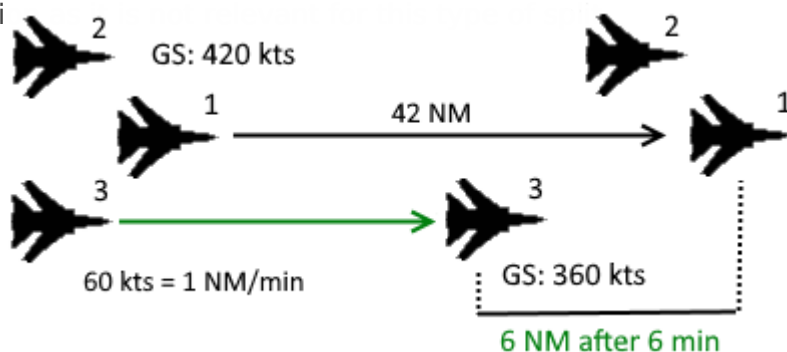 i
2
GS: 420 kts
2
1
42 NM
1
3
3
60 kts = 1 NM/min
GS: 360 kts
6 NM after 6 min